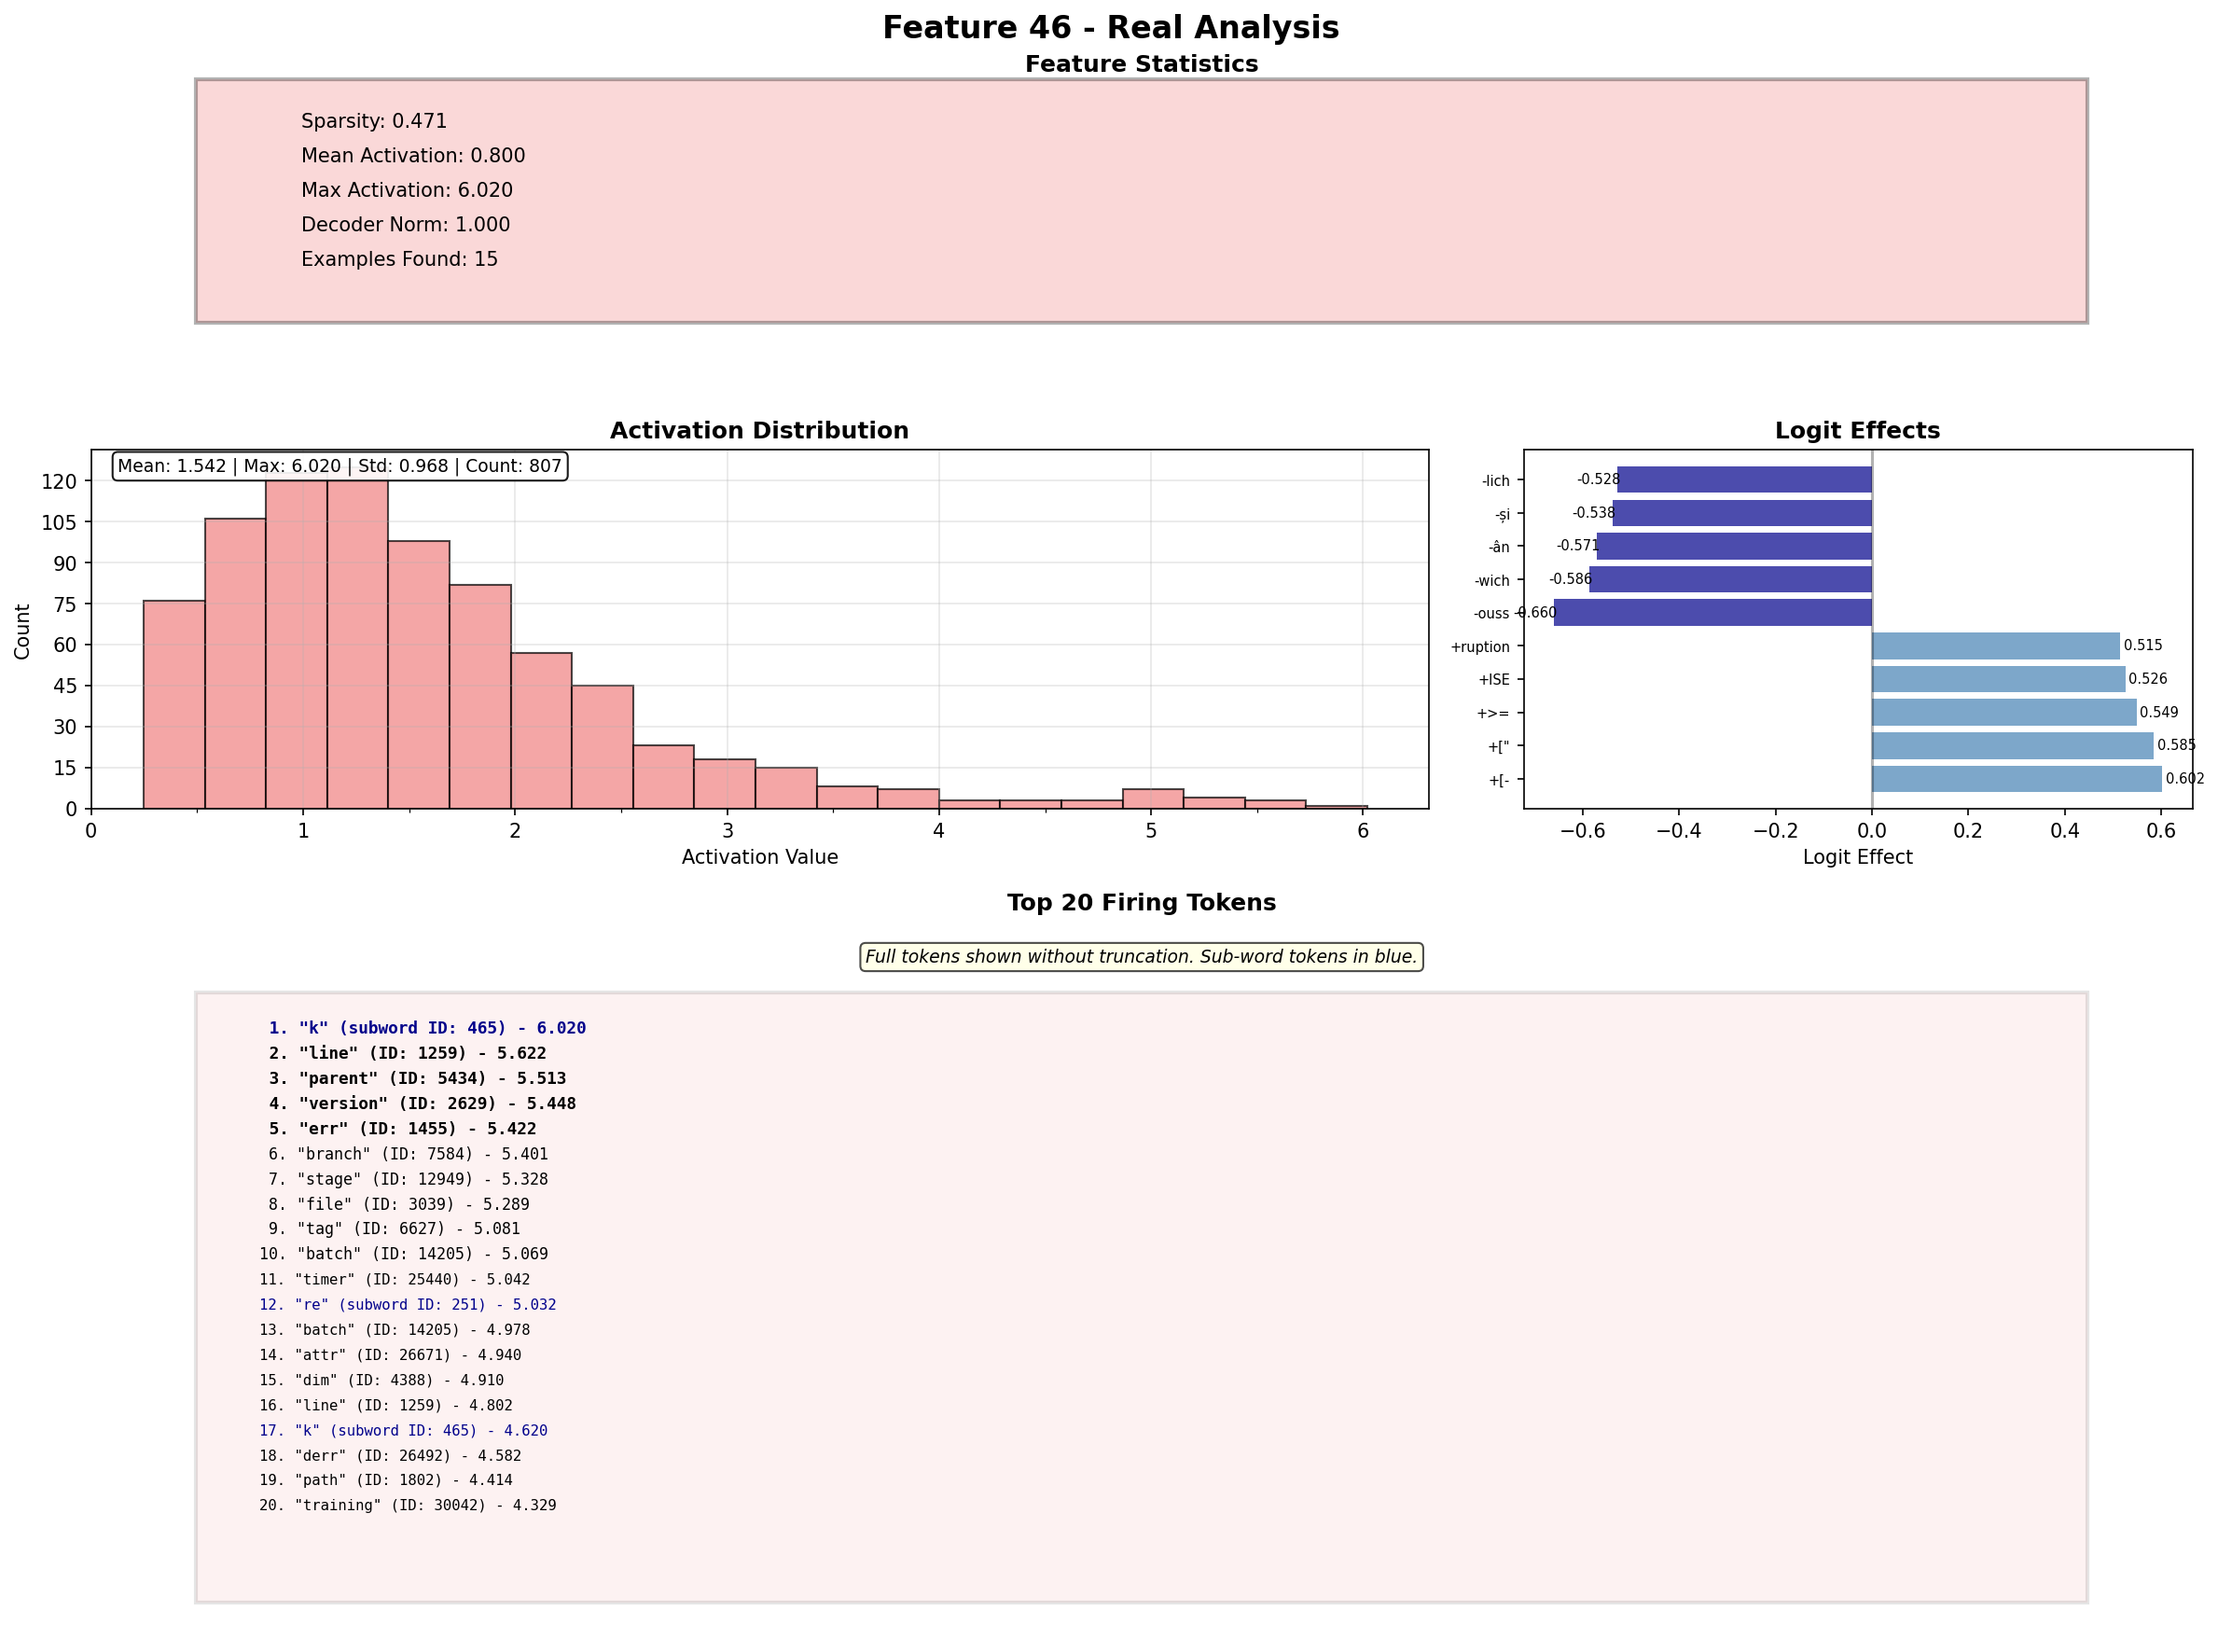 Feature 46 - Real Analysis
Feature Statistics
Sparsity: 0.471
Mean Activation: 0.800
Max Activation: 6.020
Decoder Norm: 1.000
Examples Found: 15
Activation Distribution
Mean: 1.542 | Max: 6.020 | Std: 0.968 | Count: 807
Count
120
105
90
75
60
45
30
15
0
0 1 2 3 4 5 6
Activation Value
Logit Effects
-lich -0.528
-și -0.538
-ân -0.571
-wich -0.586
-ouss -0.660
+ruption 0.515
+ISE 0.526
+>= 0.549
+[" 0.585
+[- 0.602
−0.6 −0.4 −0.2 0.0 0.2 0.4 0.6
Logit Effect
Top 20 Firing Tokens
Full tokens shown without truncation. Sub-word tokens in blue.
1. "k" (subword ID: 465) - 6.020
2. "line" (ID: 1259) - 5.622
3. "parent" (ID: 5434) - 5.513
4. "version" (ID: 2629) - 5.448
5. "err" (ID: 1455) - 5.422
6. "branch" (ID: 7584) - 5.401
7. "stage" (ID: 12949) - 5.328
8. "file" (ID: 3039) - 5.289
9. "tag" (ID: 6627) - 5.081
10. "batch" (ID: 14205) - 5.069
11. "timer" (ID: 25440) - 5.042
12. "re" (subword ID: 251) - 5.032
13. "batch" (ID: 14205) - 4.978
14. "attr" (ID: 26671) - 4.940
15. "dim" (ID: 4388) - 4.910
16. "line" (ID: 1259) - 4.802
17. "k" (subword ID: 465) - 4.620
18. "derr" (ID: 26492) - 4.582
19. "path" (ID: 1802) - 4.414
20. "training" (ID: 30042) - 4.329